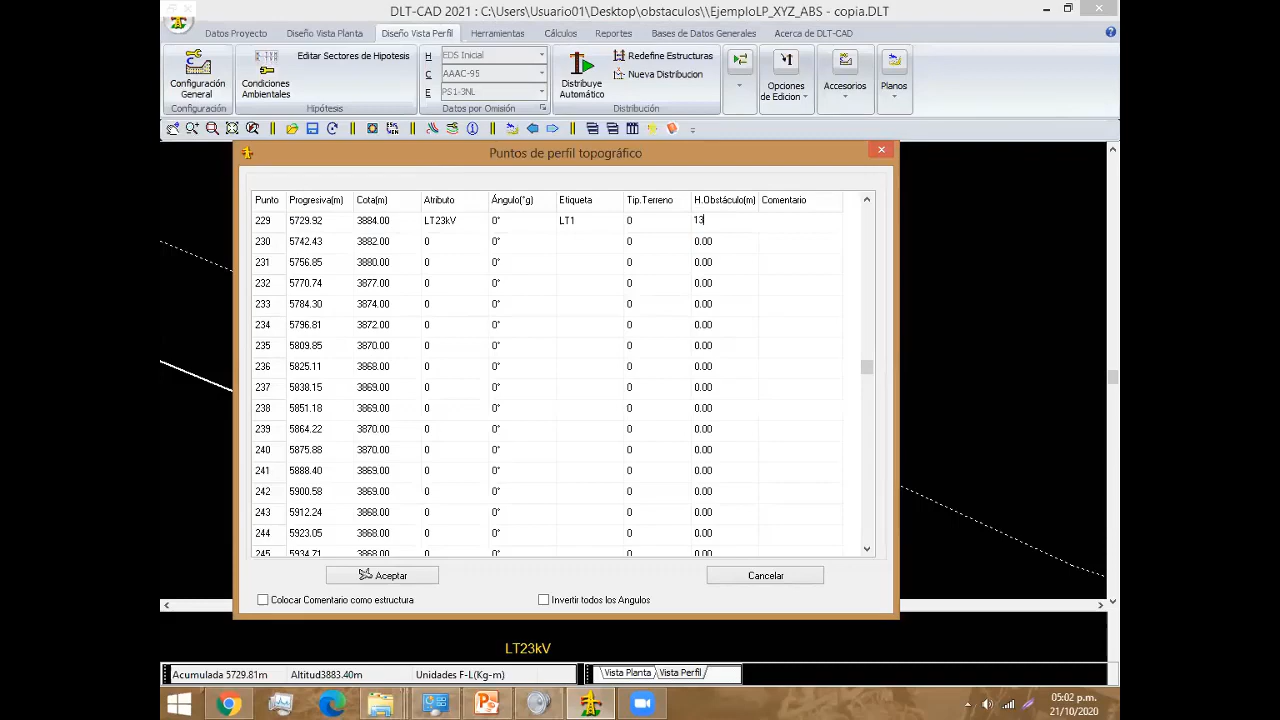 DLT-CAD 2021 : C:\Users\Usuario01\Desktop\obstaculos\\EjemploLP_XYZ_ABS - copia.DLT
Datos Proyecto Diseño Vista Planta Diseño Vista Perfil Herramientas Cálculos Reportes Bases de Datos Generales Acerca de DLT-CAD
Configuración General
Configuración
Condiciones Ambientales
Editar Sectores de Hipotesis
Hipótesis
H EDS Inicial
C AAAC-95
E PS1-3NL
Datos por Omisión
Distribuye Automático
Redefine Estructuras
Nueva Distribucion
Distribución
Opciones de Edicion
Accesorios
Planos
Puntos de perfil topográfico
Punto Progresiva(m) Cota(m) Atributo Ángulo(°g) Etiqueta Tip.Terreno H.Obstáculo(m) Comentario
229 5729.92 3884.00 LT23kV 0° LT1 0 13
230 5742.43 3882.00 0 0° 0 0.00
231 5756.85 3880.00 0 0° 0 0.00
232 5770.74 3877.00 0 0° 0 0.00
233 5784.30 3874.00 0 0° 0 0.00
234 5796.81 3872.00 0 0° 0 0.00
235 5809.85 3870.00 0 0° 0 0.00
236 5825.11 3868.00 0 0° 0 0.00
237 5838.15 3869.00 0 0° 0 0.00
238 5851.18 3869.00 0 0° 0 0.00
239 5864.22 3870.00 0 0° 0 0.00
240 5875.88 3870.00 0 0° 0 0.00
241 5888.40 3869.00 0 0° 0 0.00
242 5900.58 3869.00 0 0° 0 0.00
243 5912.24 3868.00 0 0° 0 0.00
244 5923.05 3868.00 0 0° 0 0.00
245 5934.71 3868.00 0 0° 0 0.00
Aceptar Cancelar
Colocar Comentario como estructura Invertir todos los Angulos
LT23kV
Acumulada 5729.81m Altitud3883.40m Unidades F-L(Kg-m) Vista Planta Vista Perfil
05:02 p.m.
21/10/2020